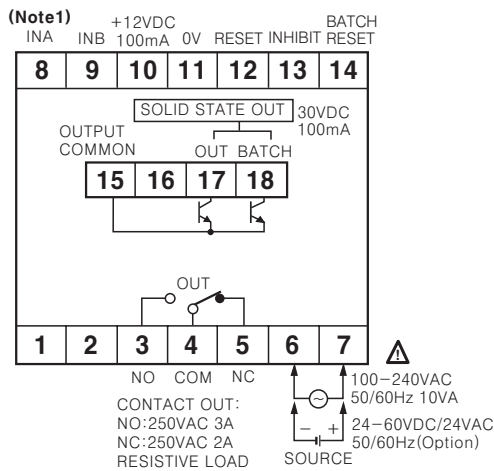 (Note1)
+12VDC BATCH
INA INB 100mA 0V RESET INHIBIT RESET
8 9 10 11 12 13 14
SOLID STATE OUT 30VDC
100mA
OUTPUT
COMMON OUT BATCH
15 16 17 18
OUT
1 2 3 4 5 6 7
NO COM NC
100-240VAC
50/60Hz 10VA
CONTACT OUT:
NO:250VAC 3A
NC:250VAC 2A
RESISTIVE LOAD
- +
24-60VDC/24VAC
50/60Hz(Option)
SOURCE